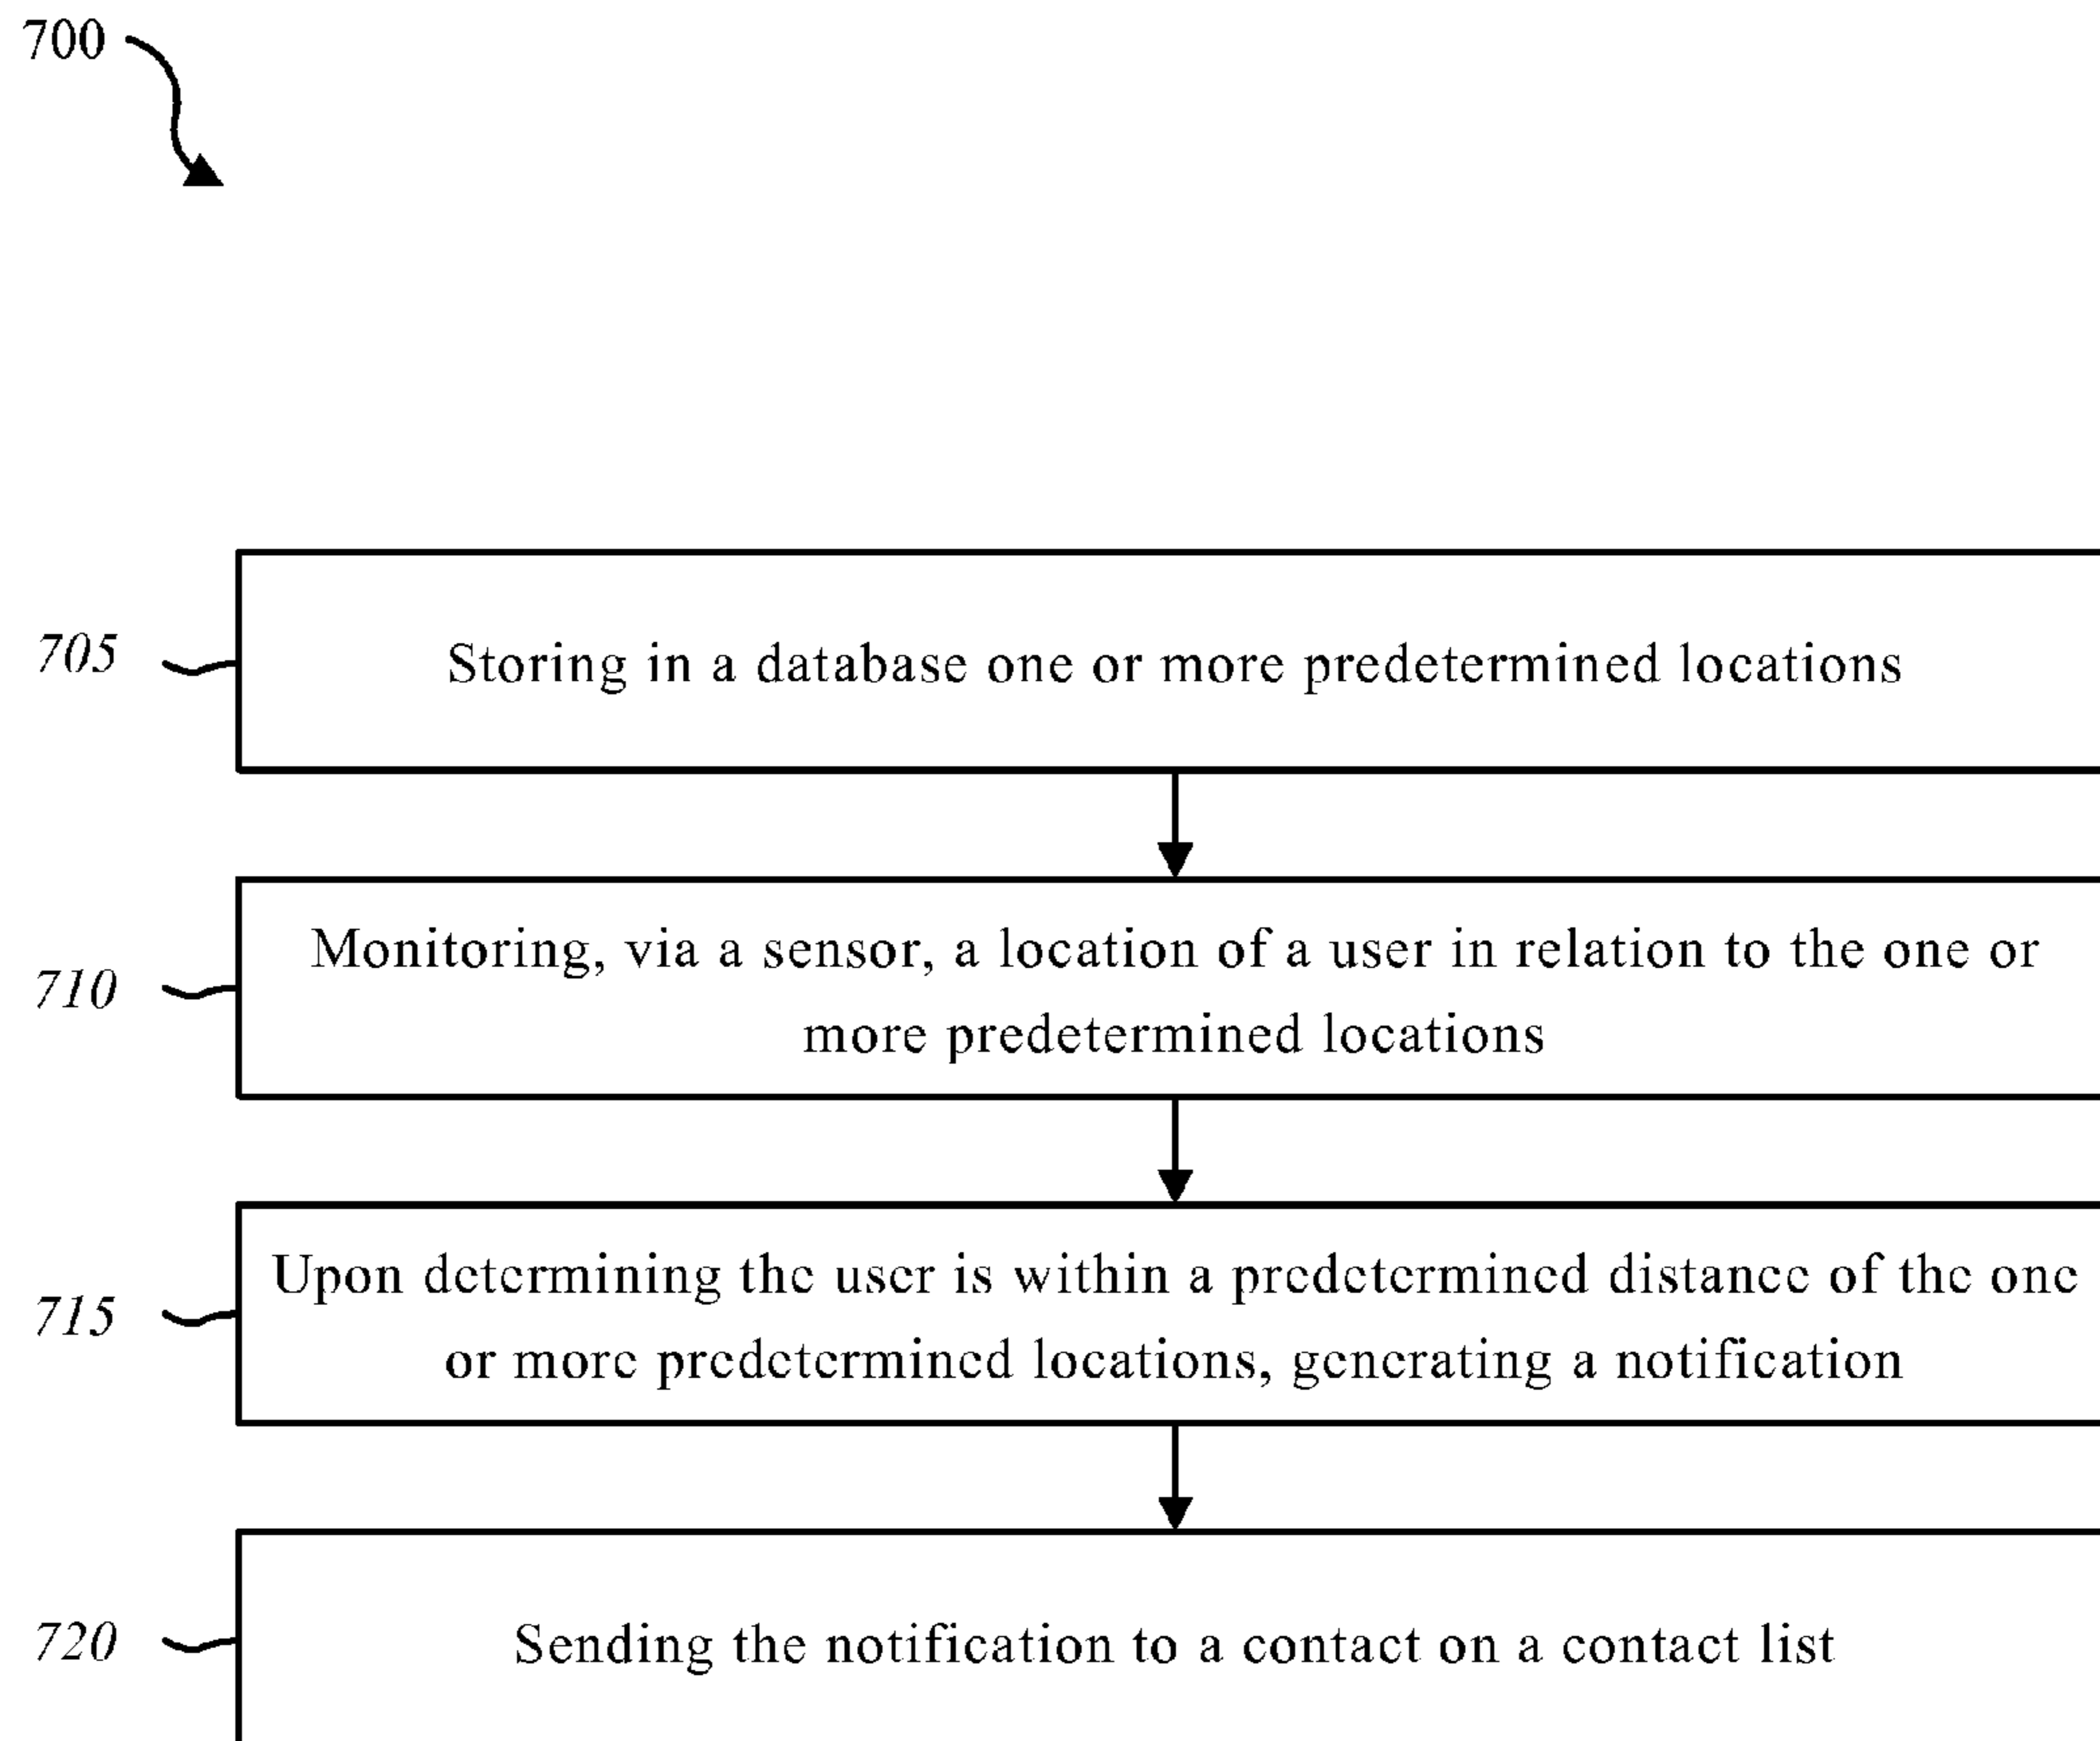 700
705
Storing in a database one or more predetermined locations
710
Monitoring, via a sensor, a location of a user in relation to the one or
more predetermined locations
715
Upon determining the user is within a predetermined distance of the one
or more predetermined locations, generating a notification
720
Sending the notification to a contact on a contact list